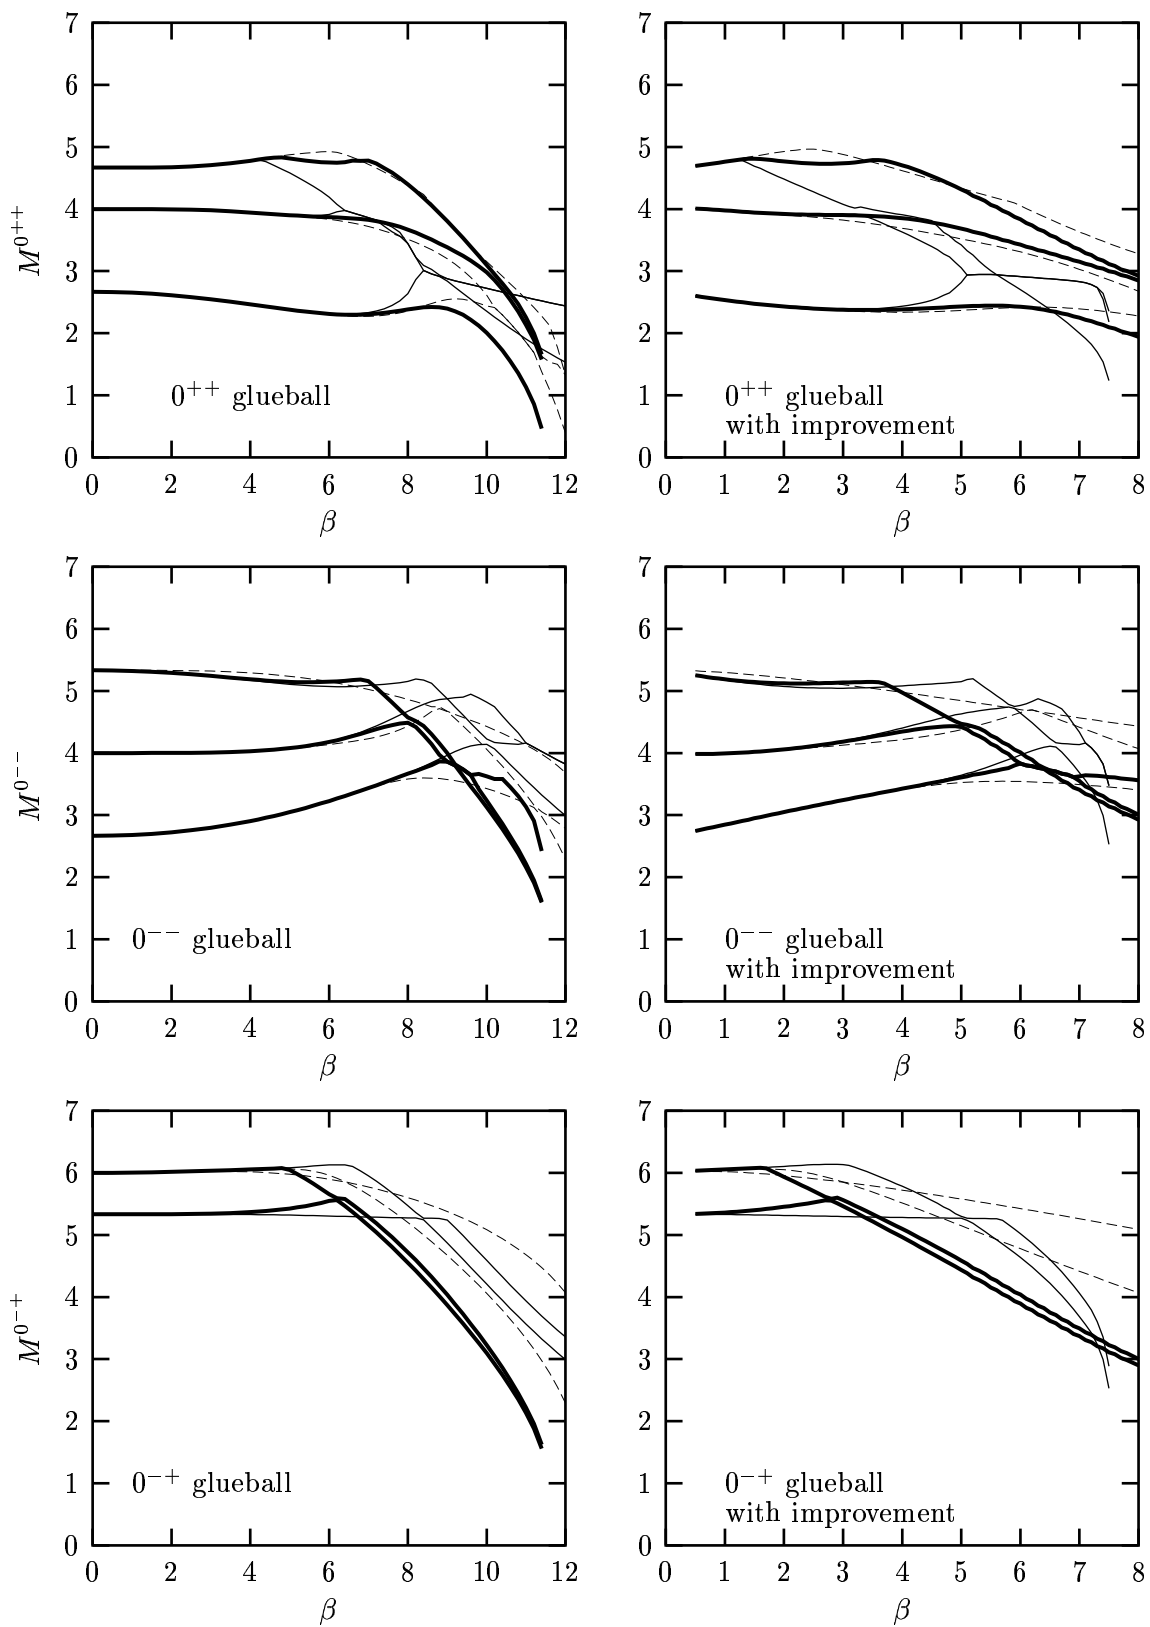 7
6
5
4
3
2
1
0
M^{0++}
0^{++} glueball
0 2 4 6 8 10 12
β
7
6
5
4
3
2
1
0
0^{++} glueball
with improvement
0 1 2 3 4 5 6 7 8
β
7
6
5
4
3
2
1
0
M^{0−−}
0^{−−} glueball
0 2 4 6 8 10 12
β
7
6
5
4
3
2
1
0
0^{−−} glueball
with improvement
0 1 2 3 4 5 6 7 8
β
7
6
5
4
3
2
1
0
M^{0−+}
0^{−+} glueball
0 2 4 6 8 10 12
β
7
6
5
4
3
2
1
0
0^{−+} glueball
with improvement
0 1 2 3 4 5 6 7 8
β